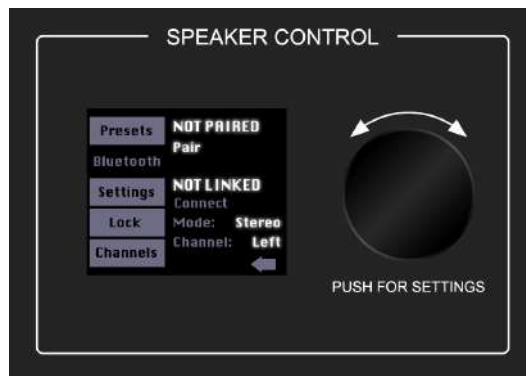 SPEAKER CONTROL
Presets
Bluetooth
Settings
Lock
Channels
NOT PAIRED
Pair
NOT LINKED
Connect
Mode: Stereo
Channel: Left
PUSH FOR SETTINGS